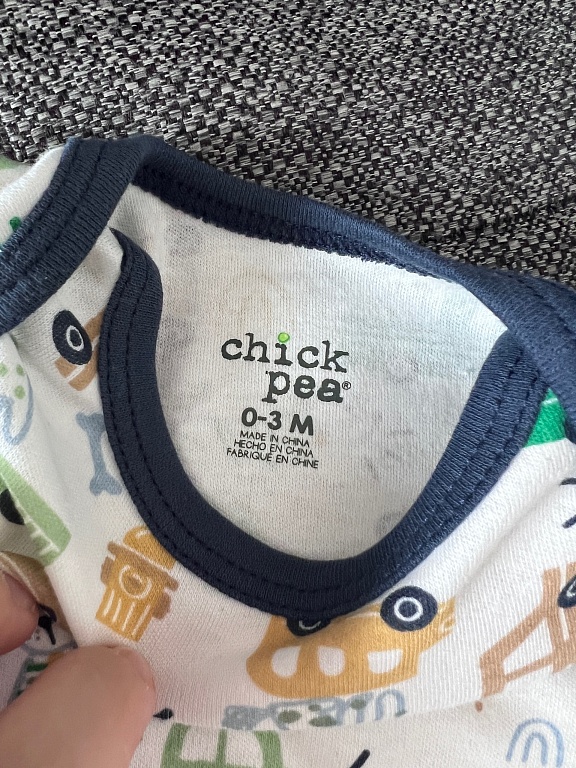 chick
pea®
0-3 M
MADE IN CHINA
HECHO EN CHINA
FABRIQUÉ EN CHINE